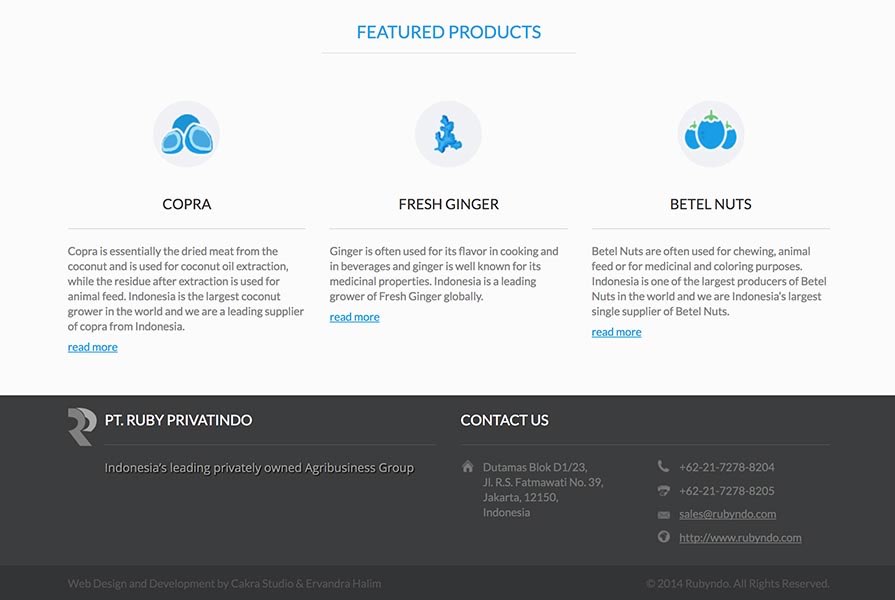 FEATURED PRODUCTS
COPRA
Copra is essentially the dried meat from the
coconut and is used for coconut oil extraction,
while the residue after extraction is used for
animal feed. Indonesia is the largest coconut
grower in the world and we are a leading supplier
of copra from Indonesia.
read more
FRESH GINGER
Ginger is often used for its flavor in cooking and
in beverages and ginger is well known for its
medicinal properties. Indonesia is a leading
grower of Fresh Ginger globally.
read more
BETEL NUTS
Betel Nuts are often used for chewing, animal
feed or for medicinal and coloring purposes.
Indonesia is one of the largest producers of Betel
Nuts in the world and we are Indonesia's largest
single supplier of Betel Nuts.
read more
PT. RUBY PRIVATINDO
Indonesia's leading privately owned Agribusiness Group
CONTACT US
Dutamas Blok D1/23,
Jl. R.S. Fatmawati No. 39,
Jakarta, 12150,
Indonesia
+62-21-7278-8204
+62-21-7278-8205
sales@rubyndo.com
http://www.rubyndo.com
Web Design and Development by Cakra Studio & Ervandra Halim
© 2014 Rubyndo. All Rights Reserved.